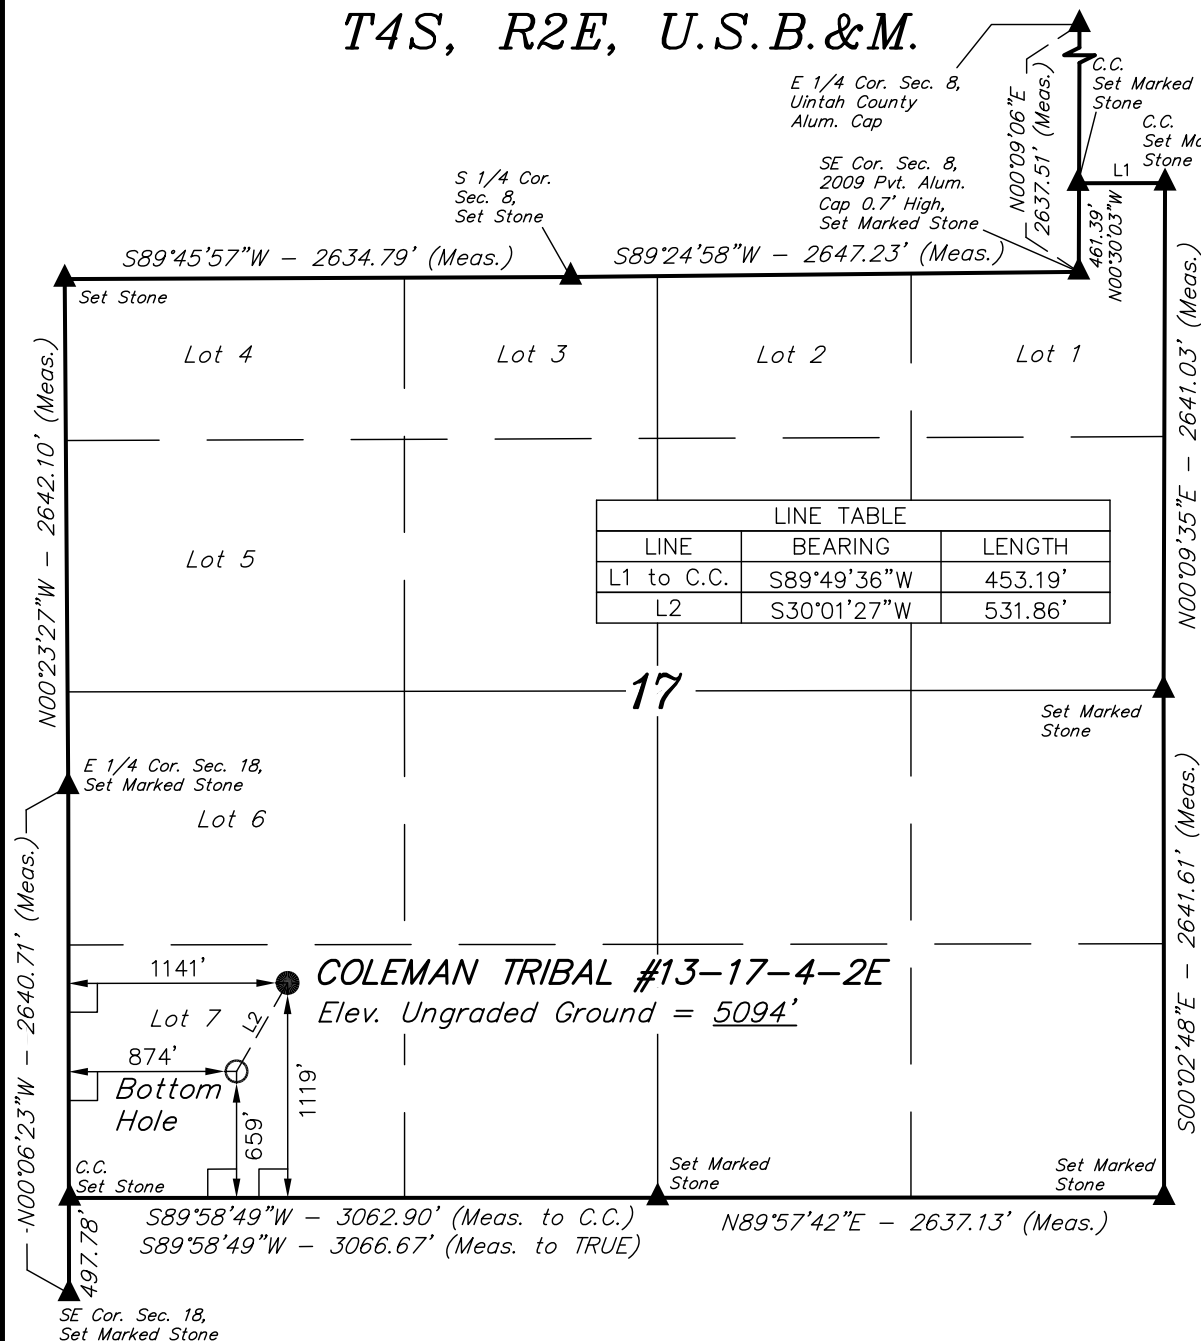 T4S, R2E, U.S.B.&M.
E 1/4 Cor. Sec. 8,
Uintah County
Alum. Cap
N00°09'06"E
2637.51' (Meas.)
C.C.
Set Marked
Stone
C.C.
Set Ma
Stone
L1
SE Cor. Sec. 8,
2009 Pvt. Alum.
Cap 0.7' High,
Set Marked Stone
461.39'
N00°30'03"W
S 1/4 Cor.
Sec. 8,
Set Stone
S89°45'57"W - 2634.79' (Meas.)
S89°24'58"W - 2647.23' (Meas.)
Set Stone
Lot 4
Lot 3
Lot 2
Lot 1
N00°23'27"W - 2642.10' (Meas.)
N00°09'35"E - 2641.03' (Meas.)
Lot 5
LINE TABLE
LINE BEARING LENGTH
L1 to C.C. S89°49'36"W 453.19'
L2 S30°01'27"W 531.86'
17
Set Marked
Stone
E 1/4 Cor. Sec. 18,
Set Marked Stone
Lot 6
N00°06'23"W - 2640.71' (Meas.)
S00°02'48"E - 2641.61' (Meas.)
1141'
COLEMAN TRIBAL #13-17-4-2E
Elev. Ungraded Ground = 5094'
Lot 7
L2
874'
Bottom
Hole
659'
1119'
C.C.
Set Stone
Set Marked
Stone
Set Marked
Stone
S89°58'49"W - 3062.90' (Meas. to C.C.)
S89°58'49"W - 3066.67' (Meas. to TRUE)
N89°57'42"E - 2637.13' (Meas.)
497.78'
SE Cor. Sec. 18,
Set Marked Stone